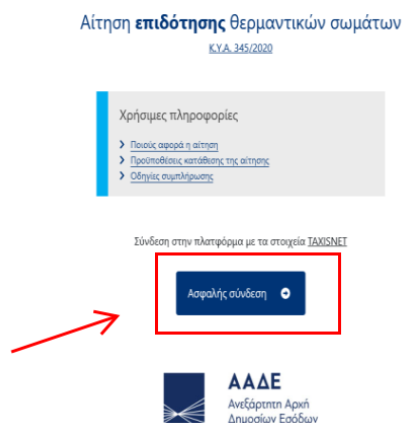 Αίτηση επιδότησης θερμαντικών σωμάτων
Κ.Υ.Α. 345/2020
Χρήσιμες πληροφορίες
Ποιούς αφορά η αίτηση
Προϋποθέσεις κατάθεσης της αίτησης
Οδηγίες συμπλήρωσης
Σύνδεση στην πλατφόρμα με τα στοιχεία TAXISNET
Ασφαλής σύνδεση
ΑΑΔΕ
Ανεξάρτητη Αρχή
Δημοσίων Εσόδων